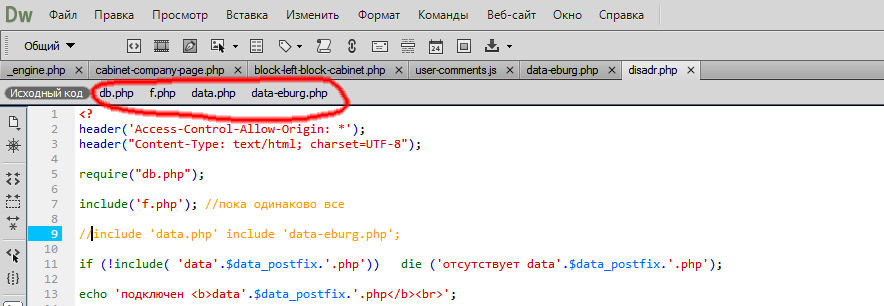 Dw Файл Правка Просмотр Вставка Изменить Формат Команды Веб-сайт Окно Справка
Общий
_engine.php cabinet-company-page.php block-left-block-cabinet.php user-comments.js data-eburg.php disadr.php
Исходный код db.php f.php data.php data-eburg.php
1 <?
2 header('Access-Control-Allow-Origin: *');
3 header("Content-Type: text/html; charset=UTF-8");
4
5 require("db.php");
6
7 include('f.php'); //пока одинаково все
8
9 //include 'data.php' include 'data-eburg.php';
10
11 if (!include( 'data'.$data_postfix.'.php')) die ('отсутствует data'.$data_postfix.'.php');
12
13 echo 'подключен <b>data'.$data_postfix.'.php</b><br>';